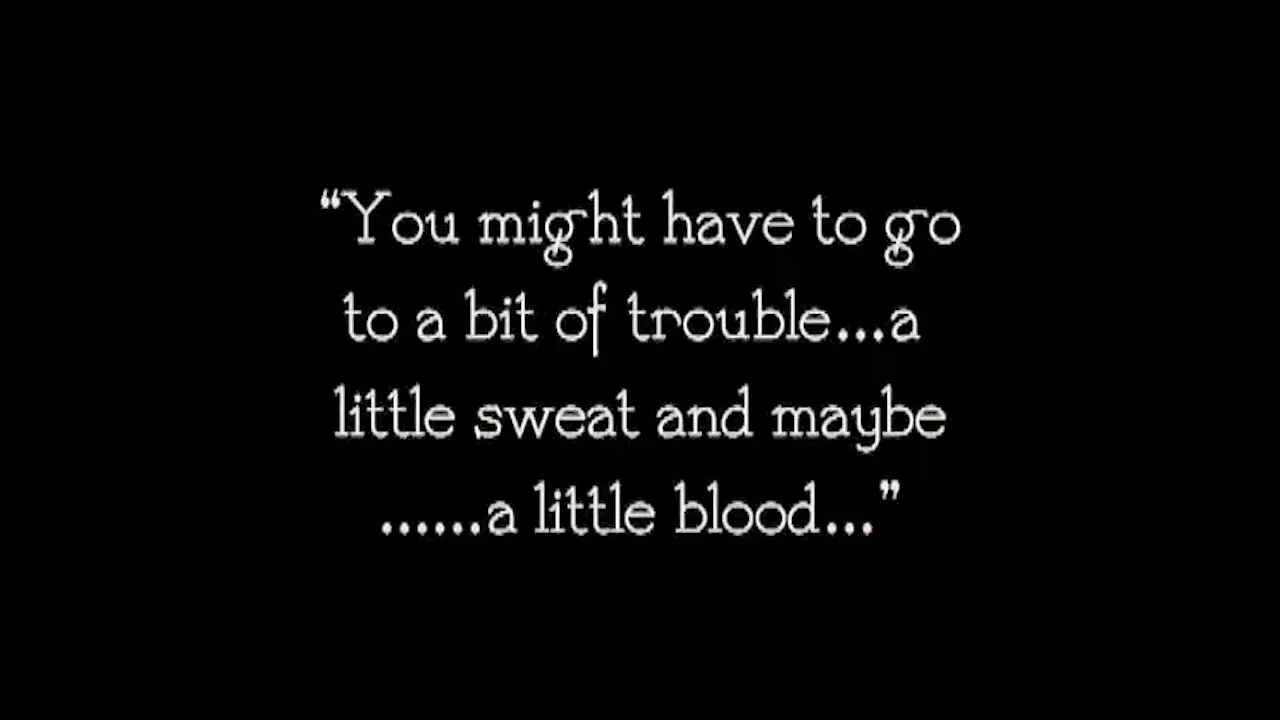 “You might have to go
to a bit of trouble...a
little sweat and maybe
......a little blood...”